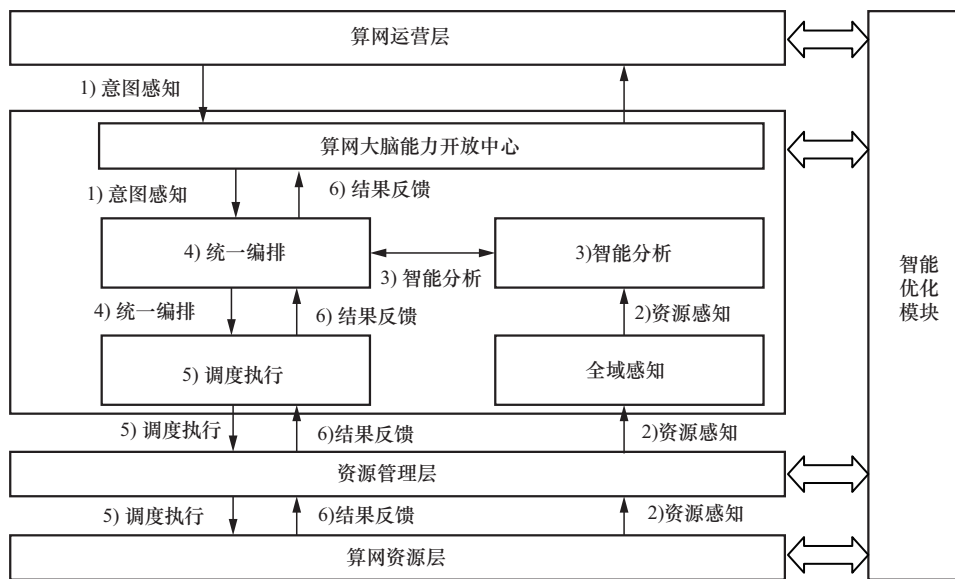 算网运营层
1) 意图感知
算网大脑能力开放中心
1) 意图感知
6) 结果反馈
4) 统一编排
3) 智能分析
3)智能分析
4) 统一编排
6) 结果反馈
2)资源感知
5) 调度执行
全域感知
5) 调度执行
6)结果反馈
2)资源感知
资源管理层
5) 调度执行
6)结果反馈
2)资源感知
算网资源层
智能
优化
模块